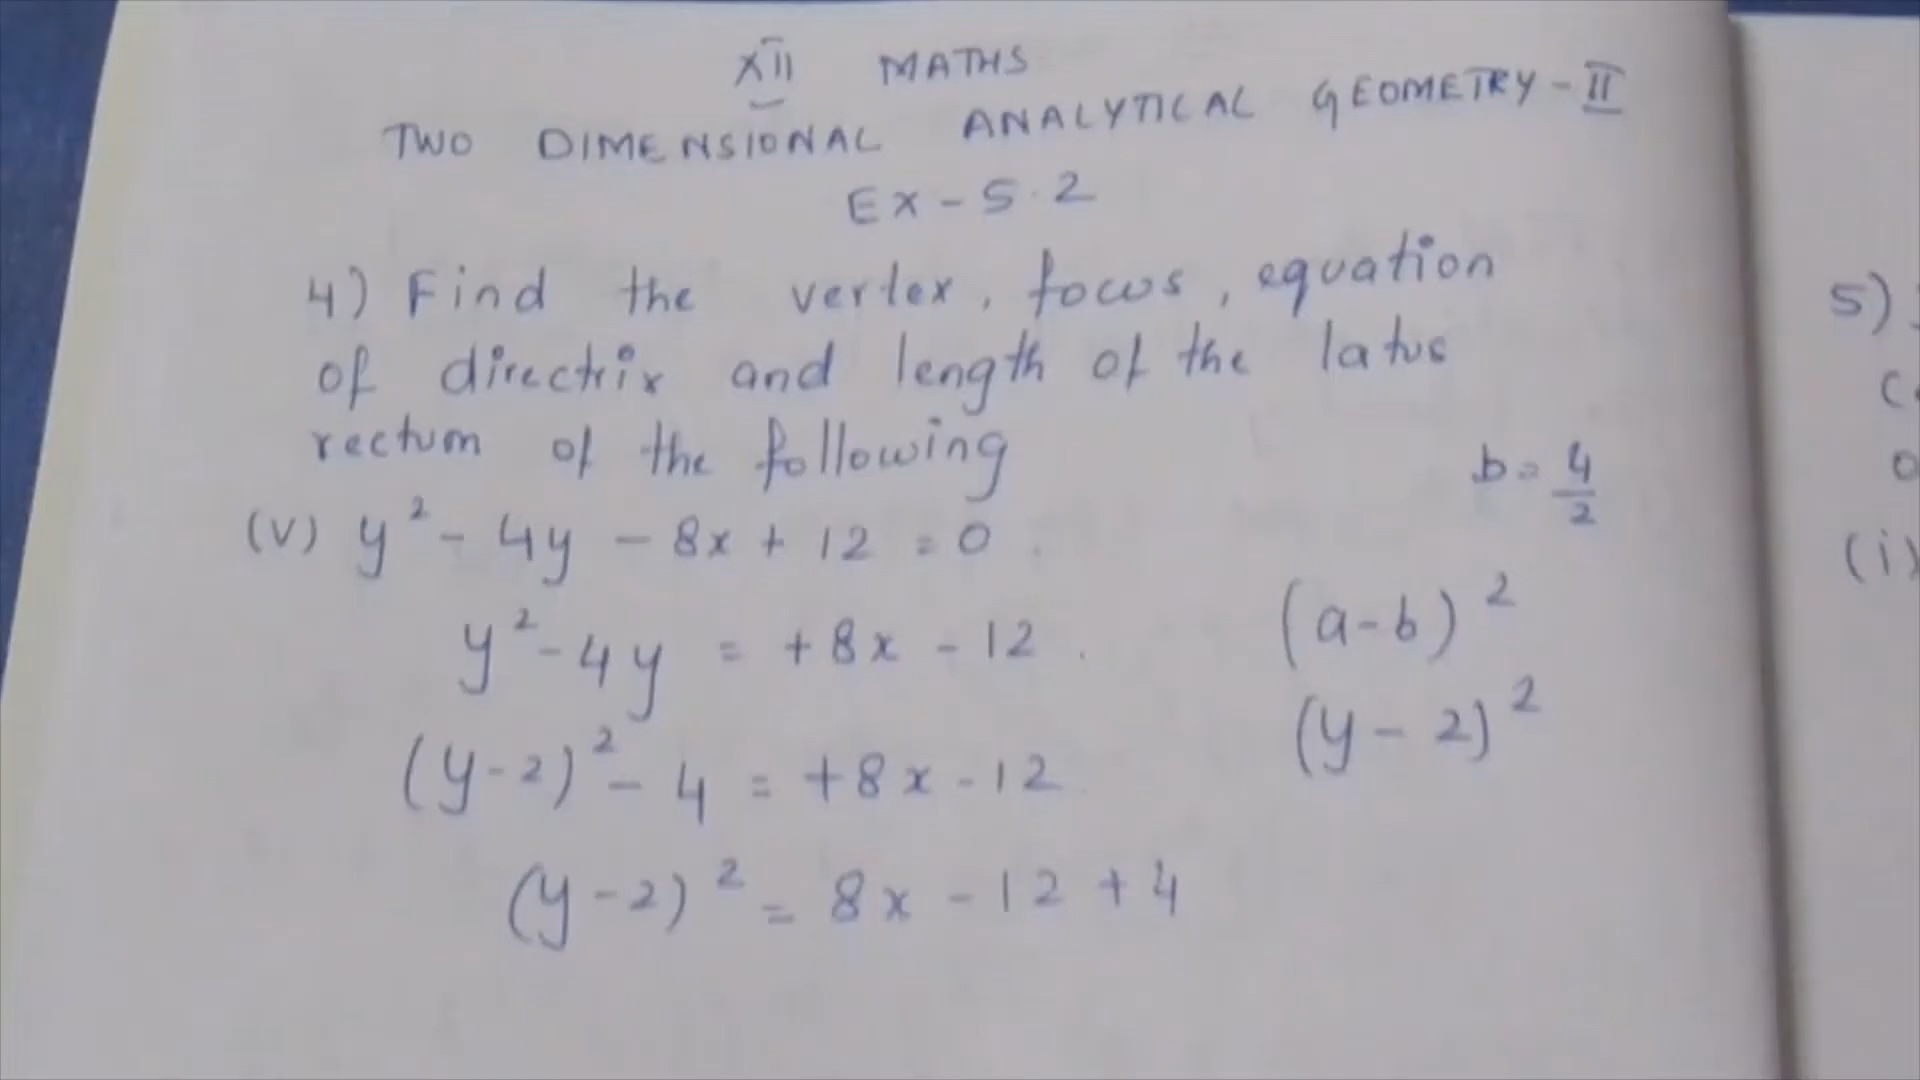 XII MATHS
TWO DIMENSIONAL ANALYTICAL GEOMETRY - II
EX - 5.2
4) Find the vertex, focus, equation
of directrix and length of the latus
rectum of the following
(V) y² - 4y - 8x + 12 = 0
y² - 4y = +8x - 12
(y-2)² - 4 = +8x - 12
(y-2)² = 8x - 12 + 4
b = 4/2
(a-b)²
(y-2)²
5)
(i)